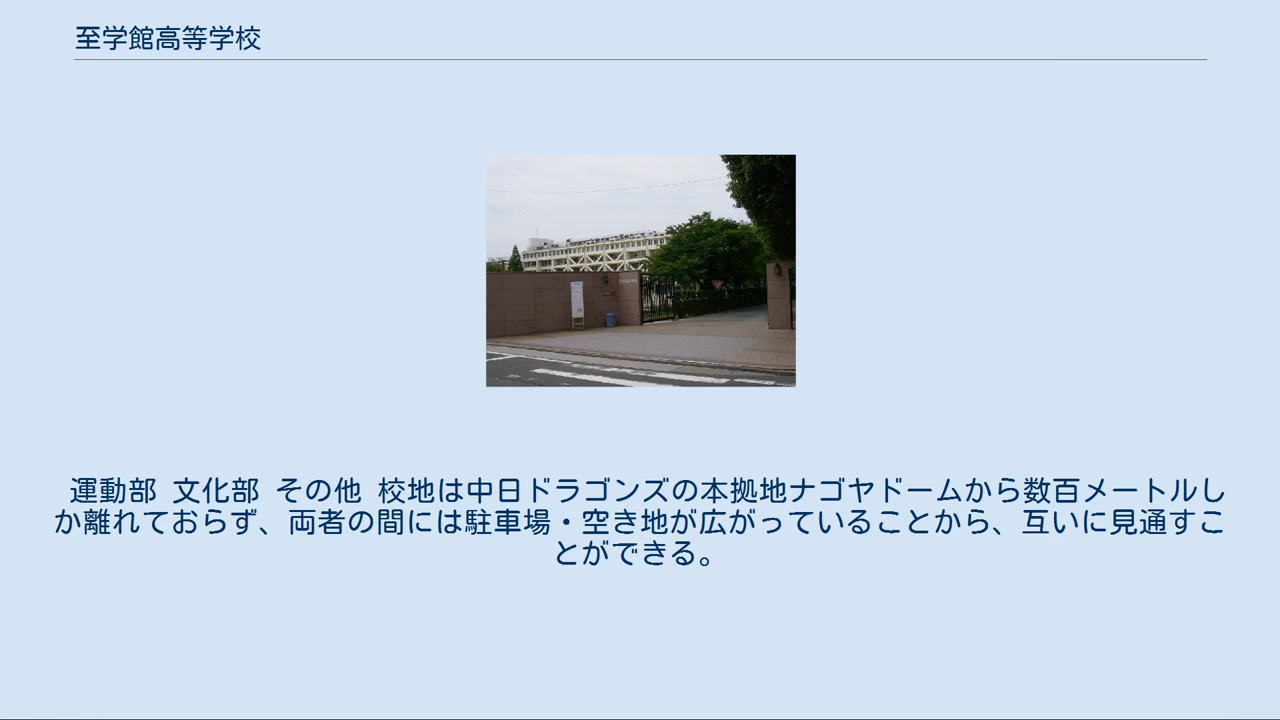 至学館高等学校
運動部 文化部 その他 校地は中日ドラゴンズの本拠地ナゴヤドームから数百メートルし
か離れておらず、両者の間には駐車場・空き地が広がっていることから、互いに見通すこ
とができる。